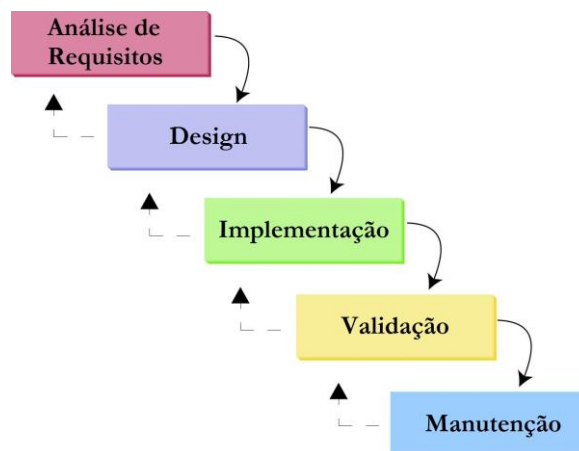 Análise de
Requisitos
Design
Implementação
Validação
Manutenção